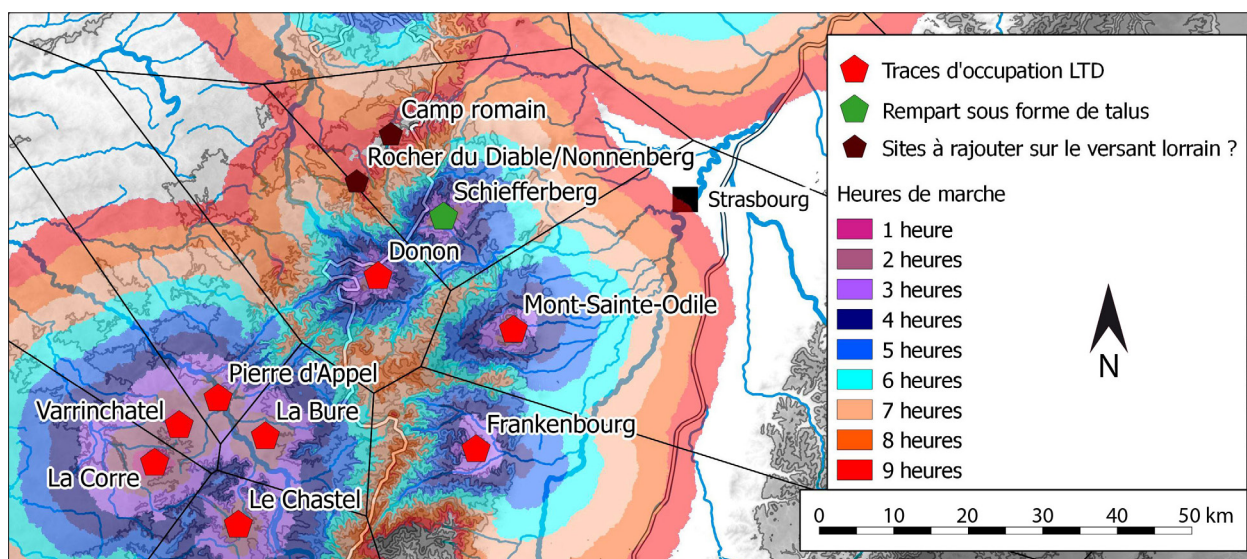 Camp romain
Rocher du Diable/Nonnenberg
Schiefferberg
Donon
Strasbourg
Mont-Sainte-Odile
Pierre d'Appel
Varrinchatel
La Bure
Frankenbourg
La Corre
Le Chastel
Traces d'occupation LTD
Rempart sous forme de talus
Sites à rajouter sur le versant lorrain ?
Heures de marche
1 heure
2 heures
3 heures
4 heures
5 heures
6 heures
7 heures
8 heures
9 heures
N
0 10 20 30 40 50 km